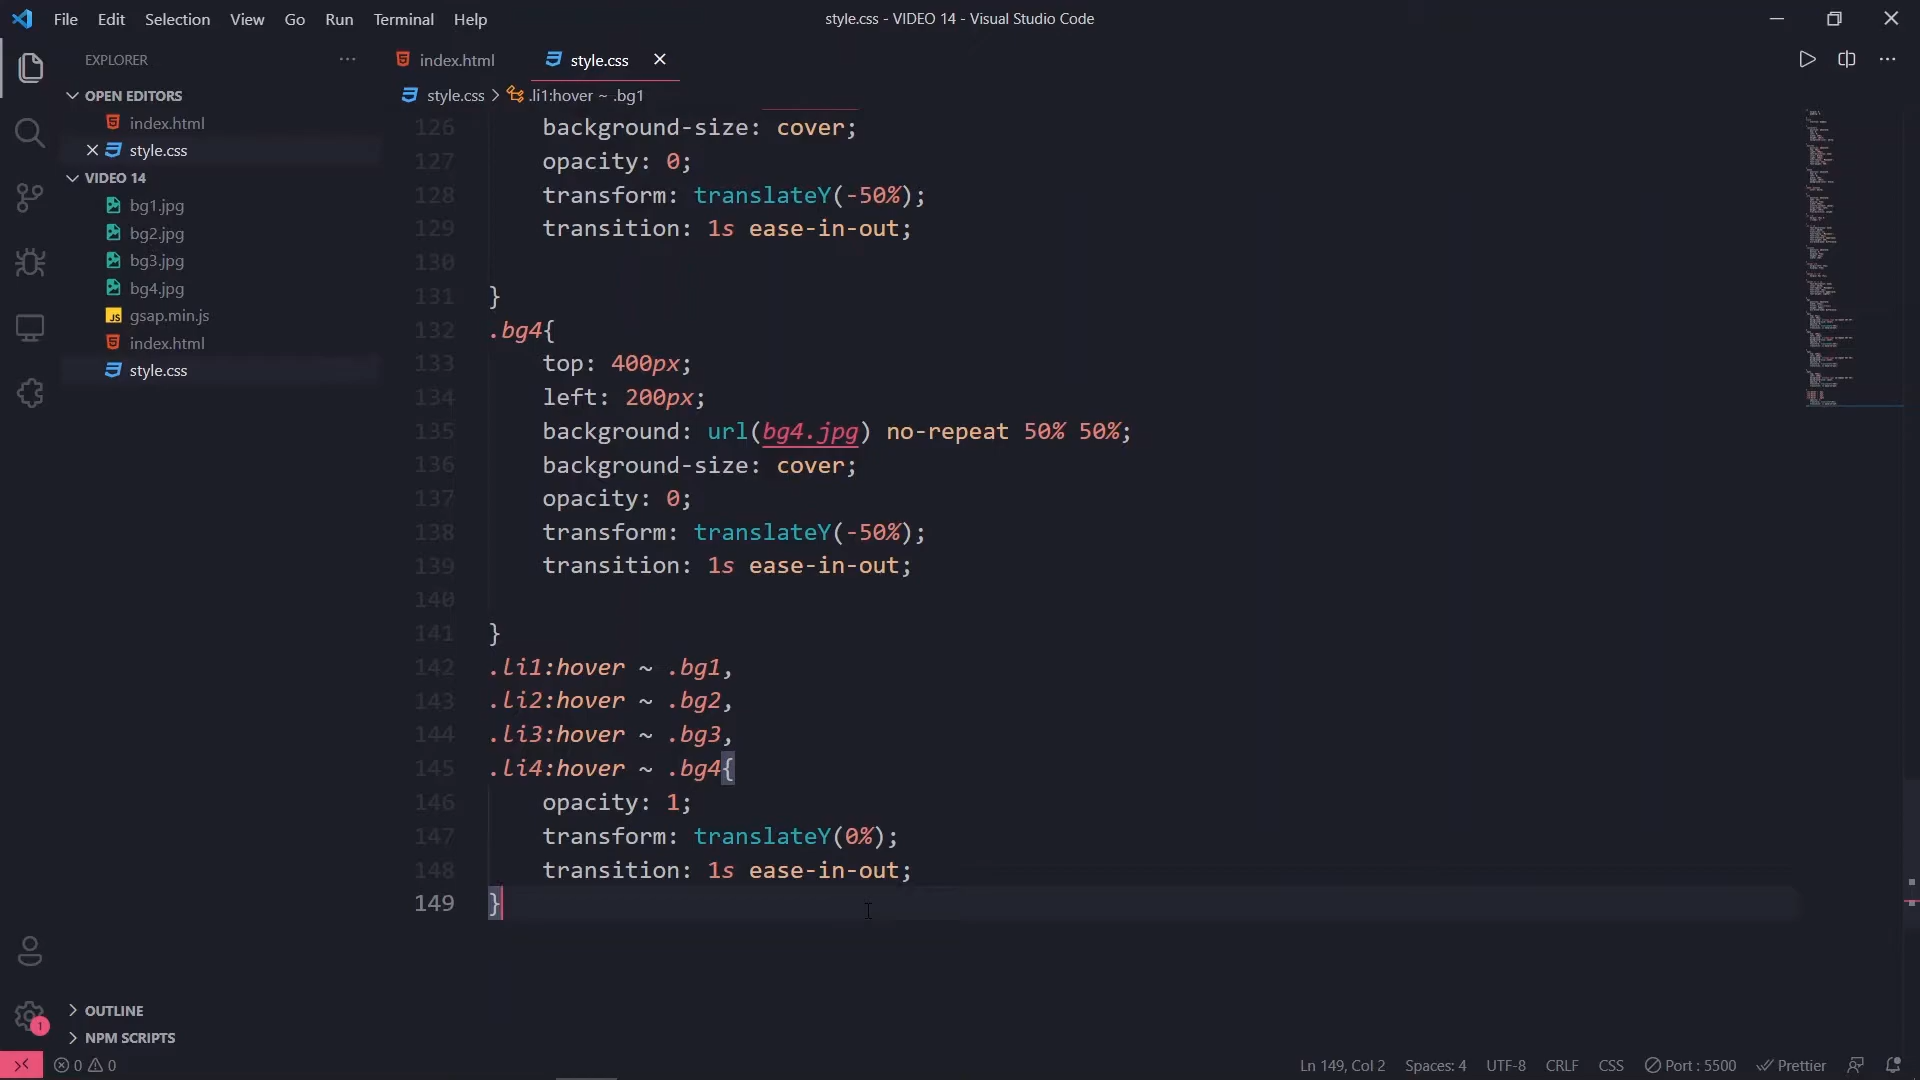 File Edit Selection View Go Run Terminal Help
style.css - VIDEO 14 - Visual Studio Code
EXPLORER
OPEN EDITORS
index.html
style.css
VIDEO 14
bg1.jpg
bg2.jpg
bg3.jpg
bg4.jpg
JS gsap.min.js
index.html
style.css
OUTLINE
NPM SCRIPTS
index.html style.css
style.css > .li1:hover ~ .bg1
126 background-size: cover;
127 opacity: 0;
128 transform: translateY(-50%);
129 transition: 1s ease-in-out;
130
131 }
132 .bg4{
133 top: 400px;
134 left: 200px;
135 background: url(bg4.jpg) no-repeat 50% 50%;
136 background-size: cover;
137 opacity: 0;
138 transform: translateY(-50%);
139 transition: 1s ease-in-out;
140
141 }
142 .li1:hover ~ .bg1,
143 .li2:hover ~ .bg2,
144 .li3:hover ~ .bg3,
145 .li4:hover ~ .bg4{
146 opacity: 1;
147 transform: translateY(0%);
148 transition: 1s ease-in-out;
149 }
1
0 0 Ln 149, Col 2 Spaces: 4 UTF-8 CRLF CSS Port : 5500 Prettier